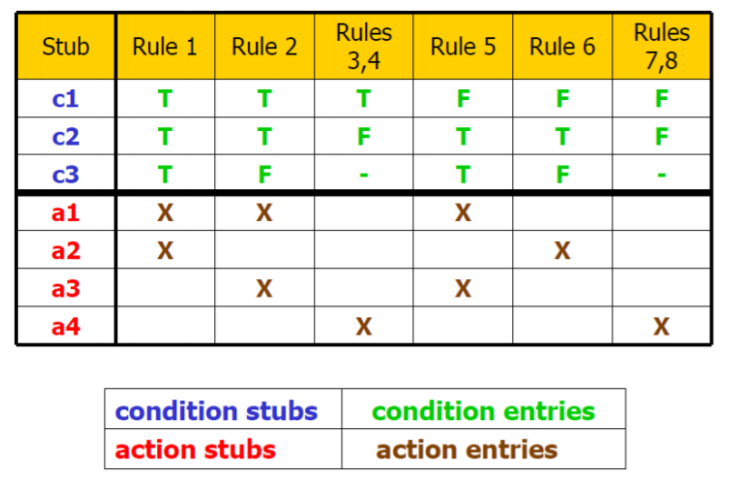 Stub Rule 1 Rule 2 Rules 3,4 Rule 5 Rule 6 Rules 7,8
c1 T T T F F F
c2 T T F T T F
c3 T F - T F -
a1 X X X
a2 X X
a3 X X
a4 X X
condition stubs condition entries
action stubs action entries